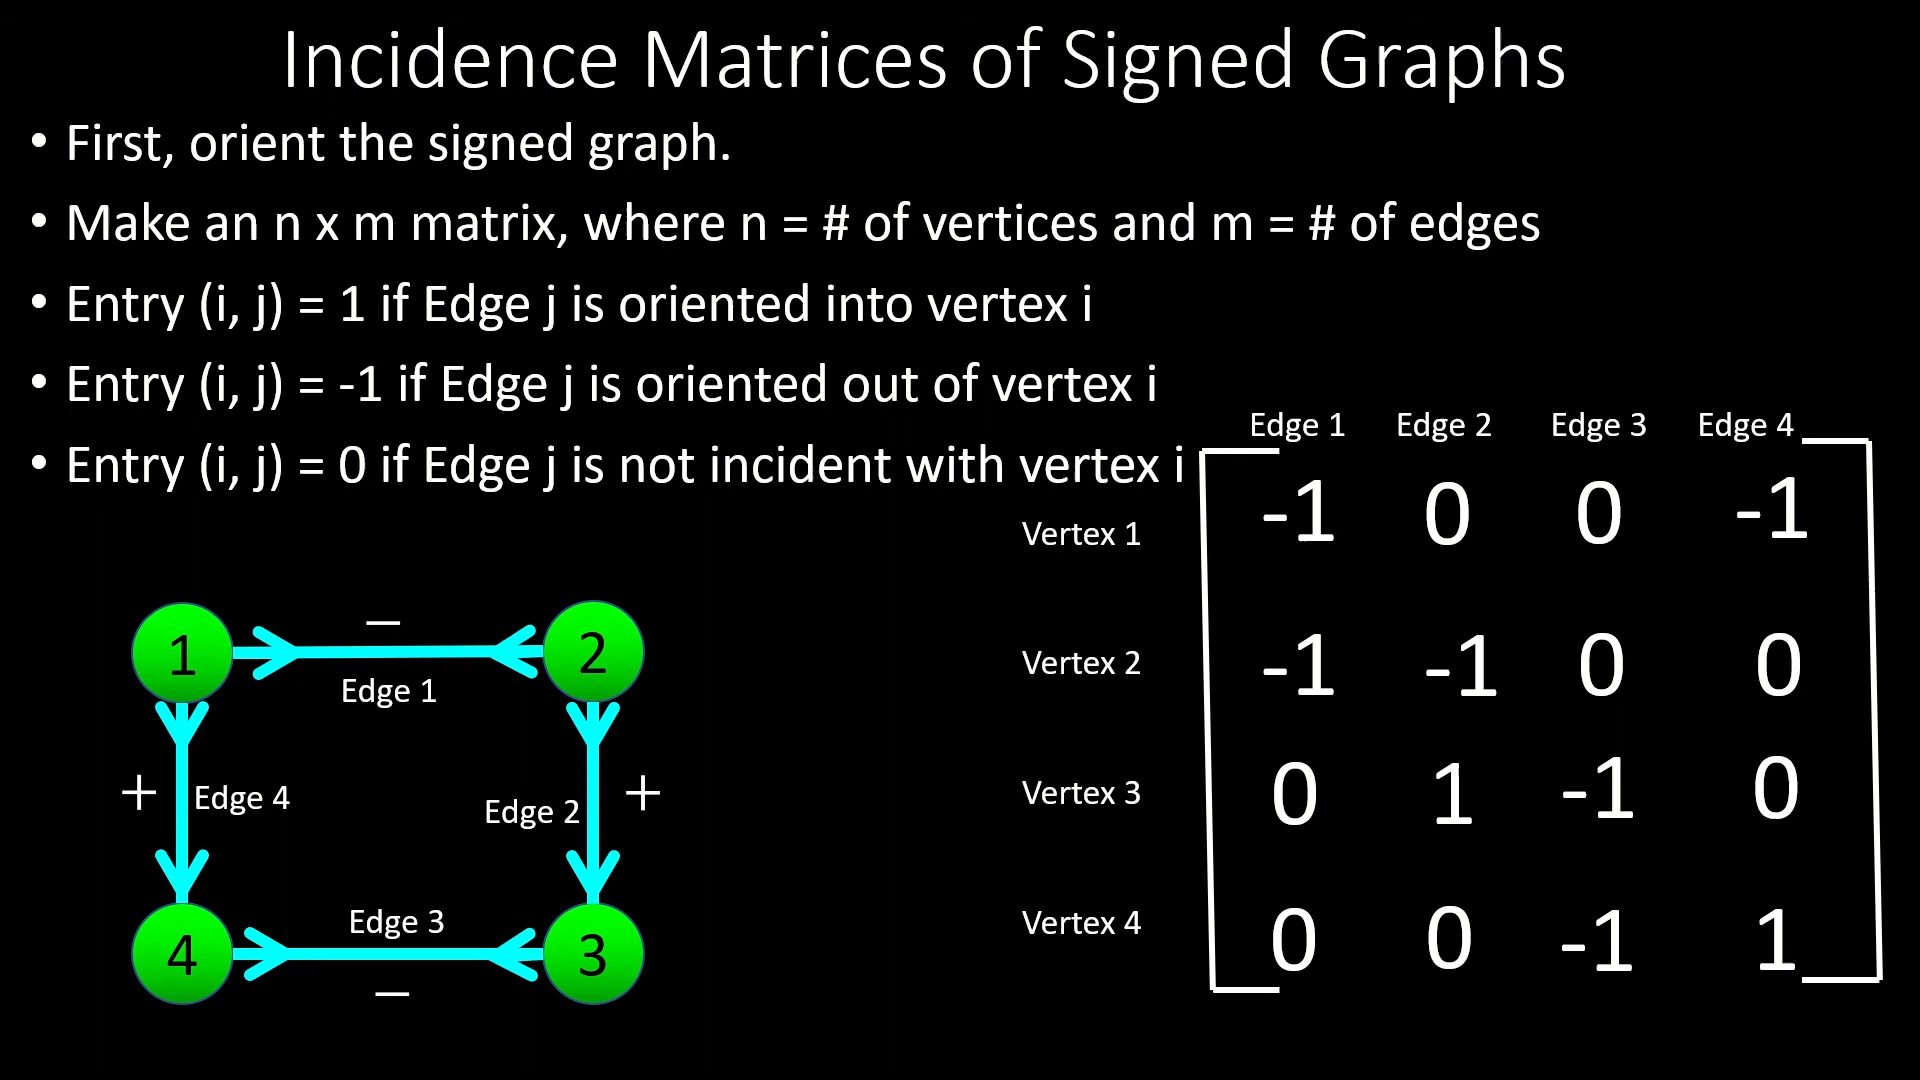 Incidence Matrices of Signed Graphs
• First, orient the signed graph.
• Make an n x m matrix, where n = # of vertices and m = # of edges
• Entry (i, j) = 1 if Edge j is oriented into vertex i
• Entry (i, j) = -1 if Edge j is oriented out of vertex i
• Entry (i, j) = 0 if Edge j is not incident with vertex i
Edge 1 Edge 2 Edge 3 Edge 4
Vertex 1 -1 0 0 -1
Vertex 2 -1 -1 0 0
Vertex 3 0 1 -1 0
Vertex 4 0 0 -1 1
−
1 2
Edge 1
+ Edge 4 Edge 2 +
Edge 3
4 3
−